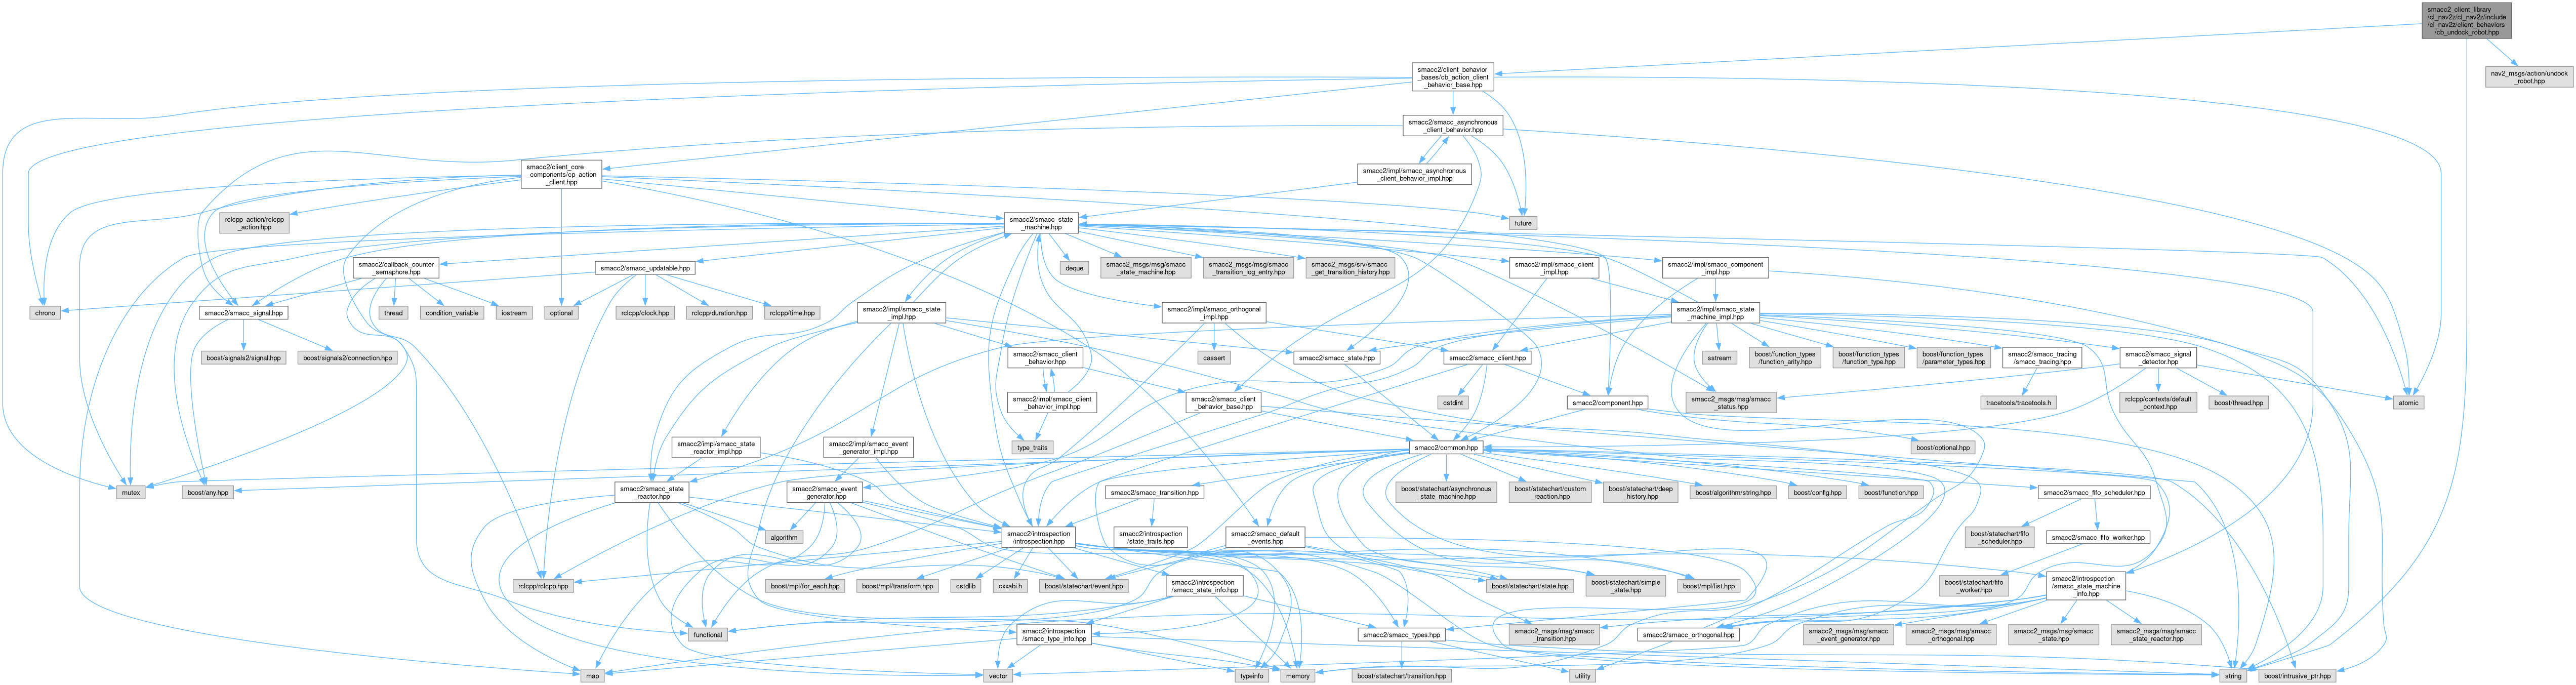 smacc2_client_library
/cl_nav2z/cl_nav2z/include
/cl_nav2z/client_behaviors
/cb_undock_robot.hpp
smacc2/client_behavior
_bases/cb_action_client
_behavior_base.hpp
nav2_msgs/action/undock
_robot.hpp
smacc2/smacc_asynchronous
_client_behavior.hpp
smacc2/client_core
_components/cp_action
_client.hpp
smacc2/impl/smacc_asynchronous
_client_behavior_impl.hpp
rclcpp_action/rclcpp
_action.hpp
smacc2/smacc_state
_machine.hpp
future
smacc2/callback_counter
_semaphore.hpp
smacc2/smacc_updatable.hpp
deque
smacc2_msgs/msg/smacc
_state_machine.hpp
smacc2_msgs/msg/smacc
_transition_log_entry.hpp
smacc2_msgs/srv/smacc
_get_transition_history.hpp
smacc2/impl/smacc_client
_impl.hpp
smacc2/impl/smacc_component
_impl.hpp
chrono
smacc2/smacc_signal.hpp
thread
condition_variable
iostream
optional
rclcpp/clock.hpp
rclcpp/duration.hpp
rclcpp/time.hpp
smacc2/impl/smacc_state
_impl.hpp
smacc2/impl/smacc_orthogonal
_impl.hpp
smacc2/impl/smacc_state
_machine_impl.hpp
boost/signals2/signal.hpp
boost/signals2/connection.hpp
smacc2/smacc_client
_behavior.hpp
cassert
smacc2/smacc_state.hpp
smacc2/smacc_client.hpp
sstream
boost/function_types
/function_arity.hpp
boost/function_types
/function_type.hpp
boost/function_types
/parameter_types.hpp
smacc2/smacc_tracing
/smacc_tracing.hpp
smacc2/smacc_signal
_detector.hpp
smacc2/impl/smacc_client
_behavior_impl.hpp
smacc2/smacc_client
_behavior_base.hpp
cstdint
smacc2/component.hpp
smacc2_msgs/msg/smacc
_status.hpp
tracetools/tracetools.h
rclcpp/contexts/default
_context.hpp
boost/thread.hpp
atomic
smacc2/impl/smacc_state
_reactor_impl.hpp
smacc2/impl/smacc_event
_generator_impl.hpp
type_traits
smacc2/common.hpp
boost/optional.hpp
mutex
boost/any.hpp
smacc2/smacc_state
_reactor.hpp
smacc2/smacc_event
_generator.hpp
smacc2/smacc_transition.hpp
boost/statechart/asynchronous
_state_machine.hpp
boost/statechart/custom
_reaction.hpp
boost/statechart/deep
_history.hpp
boost/algorithm/string.hpp
boost/config.hpp
boost/function.hpp
smacc2/smacc_fifo_scheduler.hpp
algorithm
smacc2/introspection
/introspection.hpp
smacc2/introspection
/state_traits.hpp
smacc2/smacc_default
_events.hpp
boost/statechart/fifo
_scheduler.hpp
smacc2/smacc_fifo_worker.hpp
rclcpp/rclcpp.hpp
boost/mpl/for_each.hpp
boost/mpl/transform.hpp
cstdlib
cxxabi.h
boost/statechart/event.hpp
smacc2/introspection
/smacc_state_info.hpp
boost/statechart/state.hpp
boost/statechart/simple
_state.hpp
boost/mpl/list.hpp
boost/statechart/fifo
_worker.hpp
smacc2/introspection
/smacc_state_machine
_info.hpp
functional
smacc2/introspection
/smacc_type_info.hpp
smacc2/smacc_types.hpp
smacc2_msgs/msg/smacc
_transition.hpp
smacc2/smacc_orthogonal.hpp
smacc2_msgs/msg/smacc
_event_generator.hpp
smacc2_msgs/msg/smacc
_orthogonal.hpp
smacc2_msgs/msg/smacc
_state.hpp
smacc2_msgs/msg/smacc
_state_reactor.hpp
map
vector
typeinfo
memory
boost/statechart/transition.hpp
utility
string
boost/intrusive_ptr.hpp